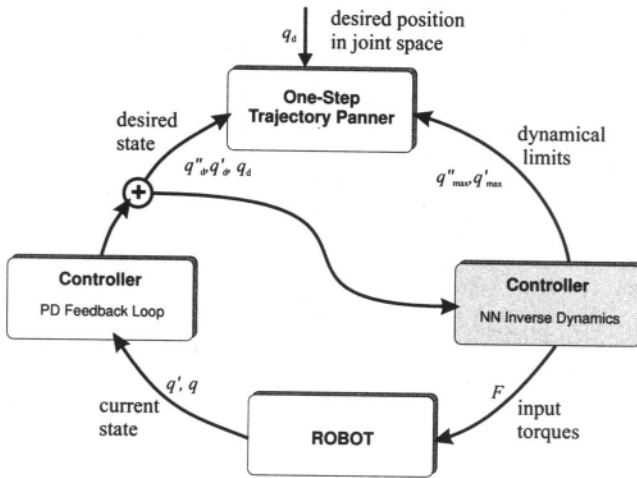 desired position
in joint space
q_d
One-Step
Trajectory Panner
desired
state
q''_d, q'_d, q_d
+
dynamical
limits
q''_max, q'_max
Controller
PD Feedback Loop
Controller
NN Inverse Dynamics
q', q
current
state
F
input
torques
ROBOT